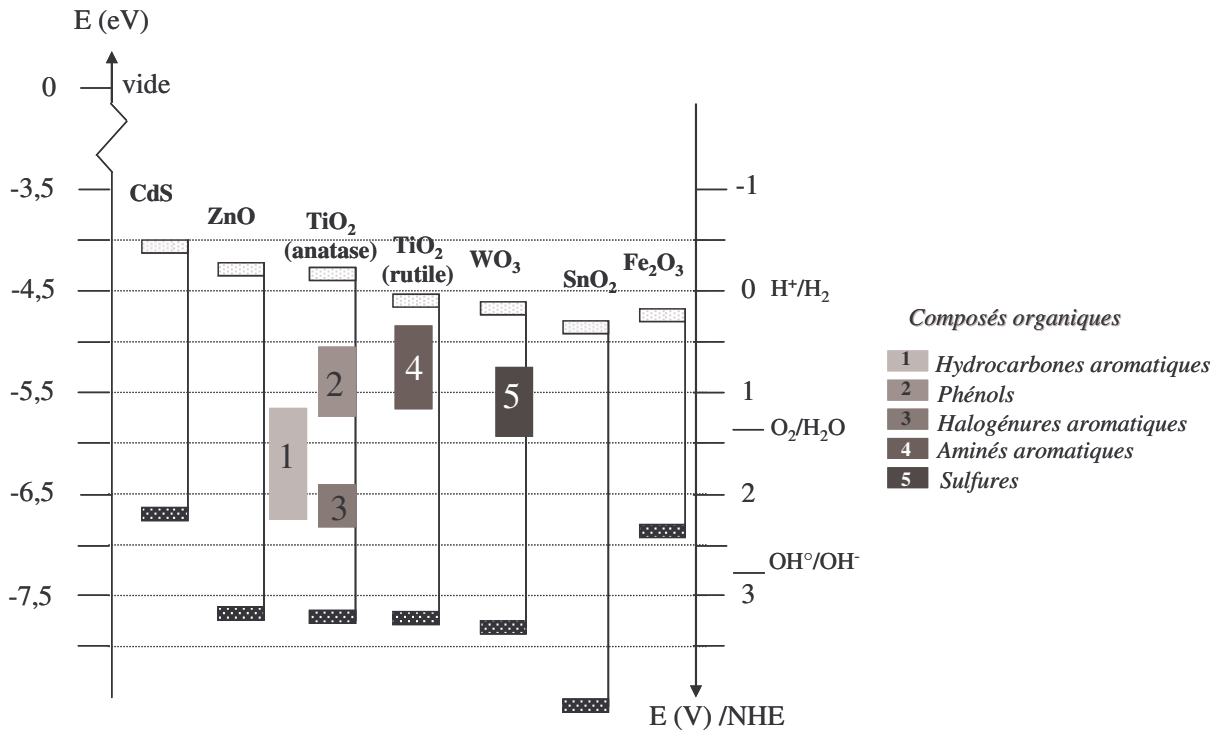 E (eV)
0
vide
-3,5
-4,5
-5,5
-6,5
-7,5
CdS
ZnO
TiO₂
(anatase)
TiO₂
(rutile)
WO₃
SnO₂
Fe₂O₃
1
2
3
4
5
-1
0 H⁺/H₂
1
O₂/H₂O
2
OH°/OH⁻
3
E (V) /NHE
Composés organiques
1 Hydrocarbones aromatiques
2 Phénols
3 Halogénures aromatiques
4 Aminés aromatiques
5 Sulfures